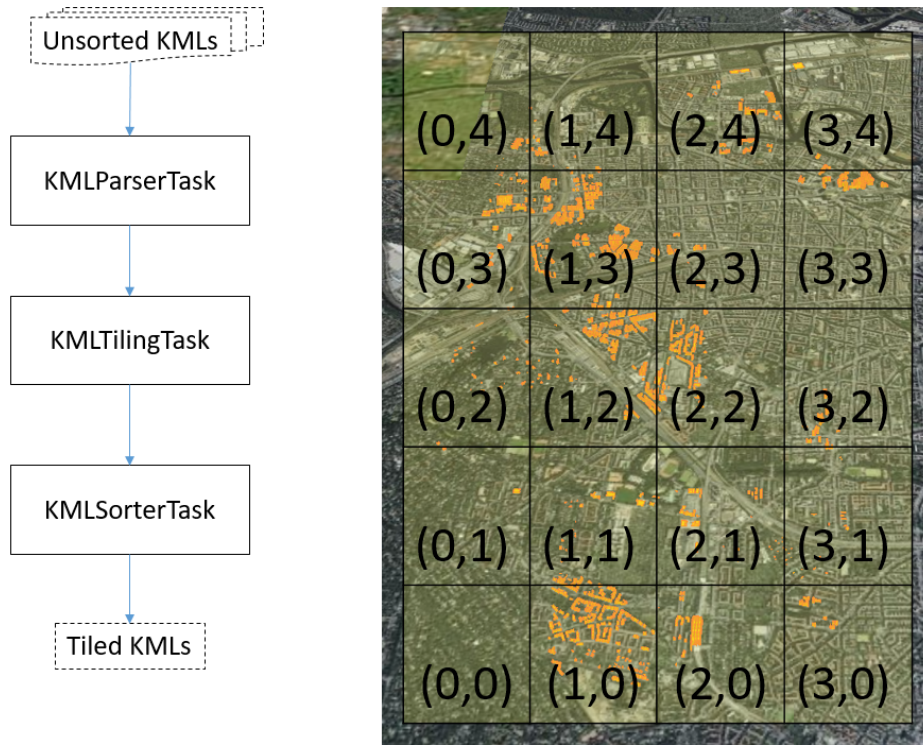 Unsorted KMLs
KMLParserTask
KMLTilingTask
KMLSorterTask
Tiled KMLs
(0,4) (1,4) (2,4) (3,4)
(0,3) (1,3) (2,3) (3,3)
(0,2) (1,2) (2,2) (3,2)
(0,1) (1,1) (2,1) (3,1)
(0,0) (1,0) (2,0) (3,0)